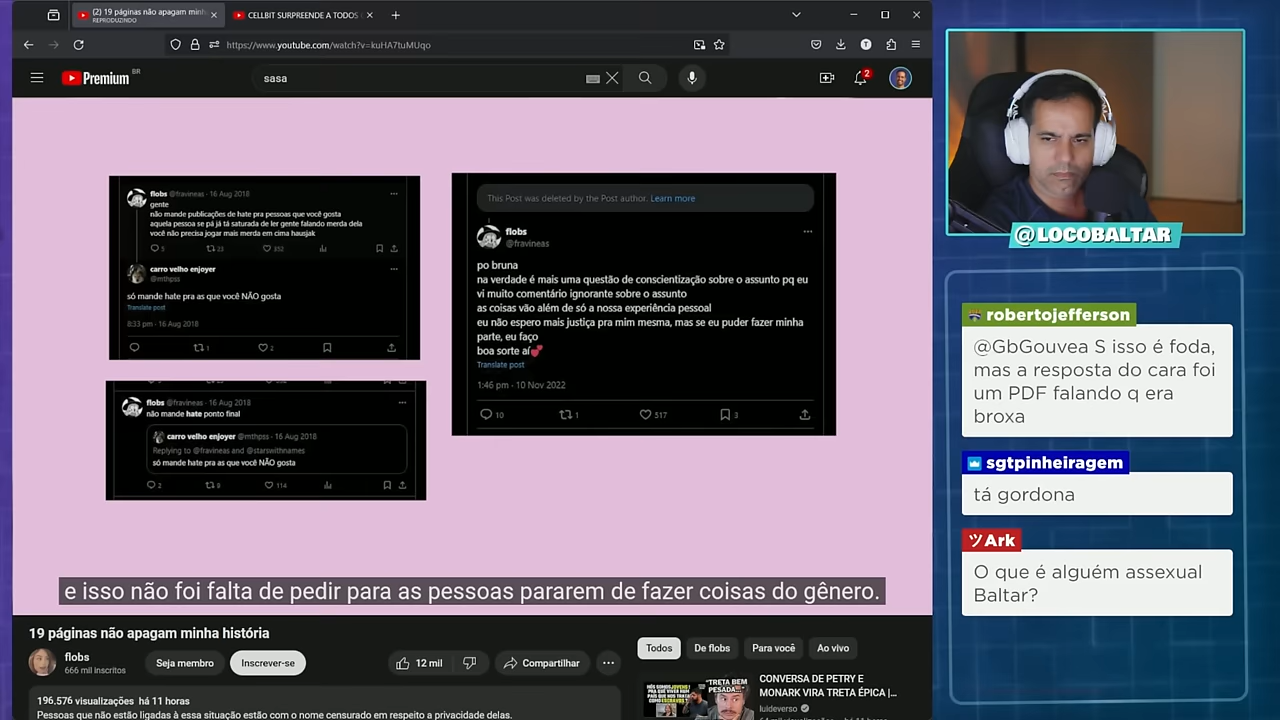 (2) 19 páginas não apagam minha
REPRODUZINDO
CELLBIT SURPREENDE A TODOS
https://www.youtube.com/watch?v=kuHA7tuMUqo
Premium BR
sasa
2
flobs @fravineas · 16 Aug 2018
gente
não mande publicações de hate pra pessoas que você gosta
aquela pessoa se pá já tá saturada de ler gente falando merda dela
você não precisa jogar mais merda em cima hausjak
5 23 352
carro velho enjoyer
@mthpss
só mande hate pra as que você NÃO gosta
Translate post
8:33 pm · 16 Aug 2018
1 2
flobs @fravineas · 16 Aug 2018
não mande hate ponto final
carro velho enjoyer @mthpss · 16 Aug 2018
Replying to @fravineas and @starswithnames
só mande hate pra as que você NÃO gosta
2 9 114
This Post was deleted by the Post author. Learn more
flobs
@fravineas
po bruna
na verdade é mais uma questão de conscientização sobre o assunto pq eu
vi muito comentário ignorante sobre o assunto
as coisas vão além de só a nossa experiência pessoal
eu não espero mais justiça pra mim mesma, mas se eu puder fazer minha
parte, eu faço
boa sorte aí💕
Translate post
1:46 pm · 10 Nov 2022
10 1 517 3
e isso não foi falta de pedir para as pessoas pararem de fazer coisas do gênero.
19 páginas não apagam minha história
flobs
666 mil inscritos
Seja membro
Inscrever-se
12 mil
Compartilhar
196.576 visualizações há 11 horas
Pessoas que não estão ligadas à essa situação estão com o nome censurado em respeito a privacidade delas.
Todos
De flobs
Para você
Ao vivo
CONVERSA DE PETRY E
MONARK VIRA TRETA ÉPICA |...
luideverso
@LOCOBALTAR
robertojefferson
@GbGouvea S isso é foda,
mas a resposta do cara foi
um PDF falando q era
broxa
sgtpinheiragem
tá gordona
ツArk
O que é alguém assexual
Baltar?